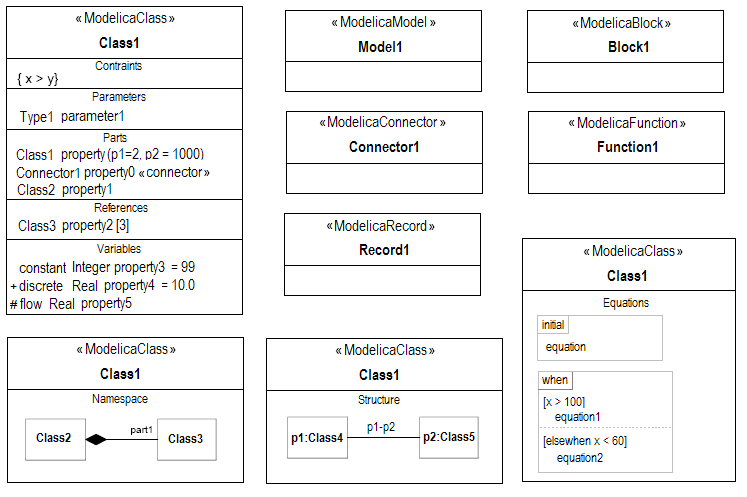 «ModelicaClass»
Class1
Contraints
{ x > y}
Parameters
Type1 parameter1
Parts
Class1 property(p1=2, p2 = 1000)
Connector1 property0 «connector»
Class2 property1
References
Class3 property2 [3]
Variables
constant Integer property3 = 99
+ discrete Real property4 = 10.0
# flow Real property5
«ModelicaModel»
Model1
«ModelicaBlock»
Block1
«ModelicaConnector»
Connector1
«ModelicaFunction»
Function1
«ModelicaRecord»
Record1
«ModelicaClass»
Class1
Equations
initial
equation
when
[x > 100]
equation1
[elsewhen x < 60]
equation2
«ModelicaClass»
Class1
Namespace
Class2
part1
Class3
«ModelicaClass»
Class1
Structure
p1:Class4
p1-p2
p2:Class5